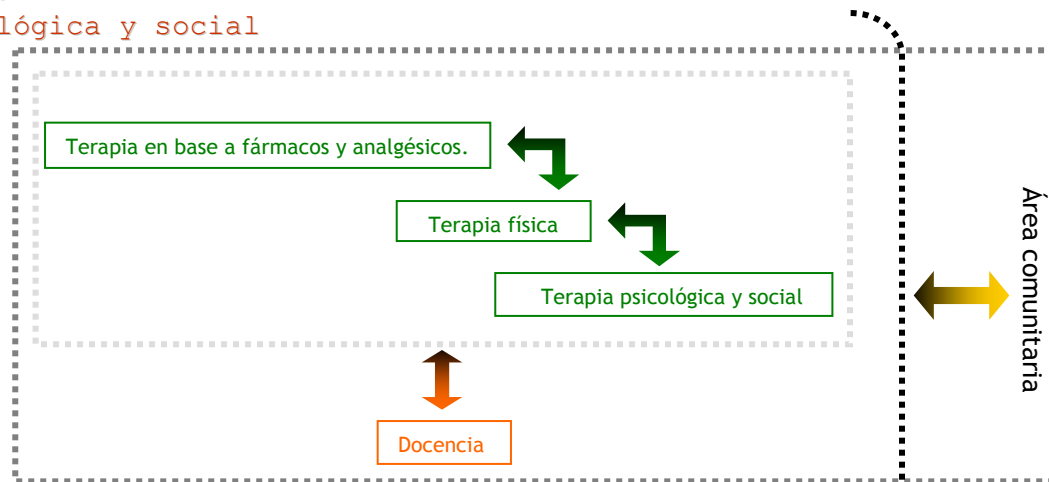 lógica y social
Terapia en base a fármacos y analgésicos.
Terapia física
Terapia psicológica y social
Área comunitaria
Docencia